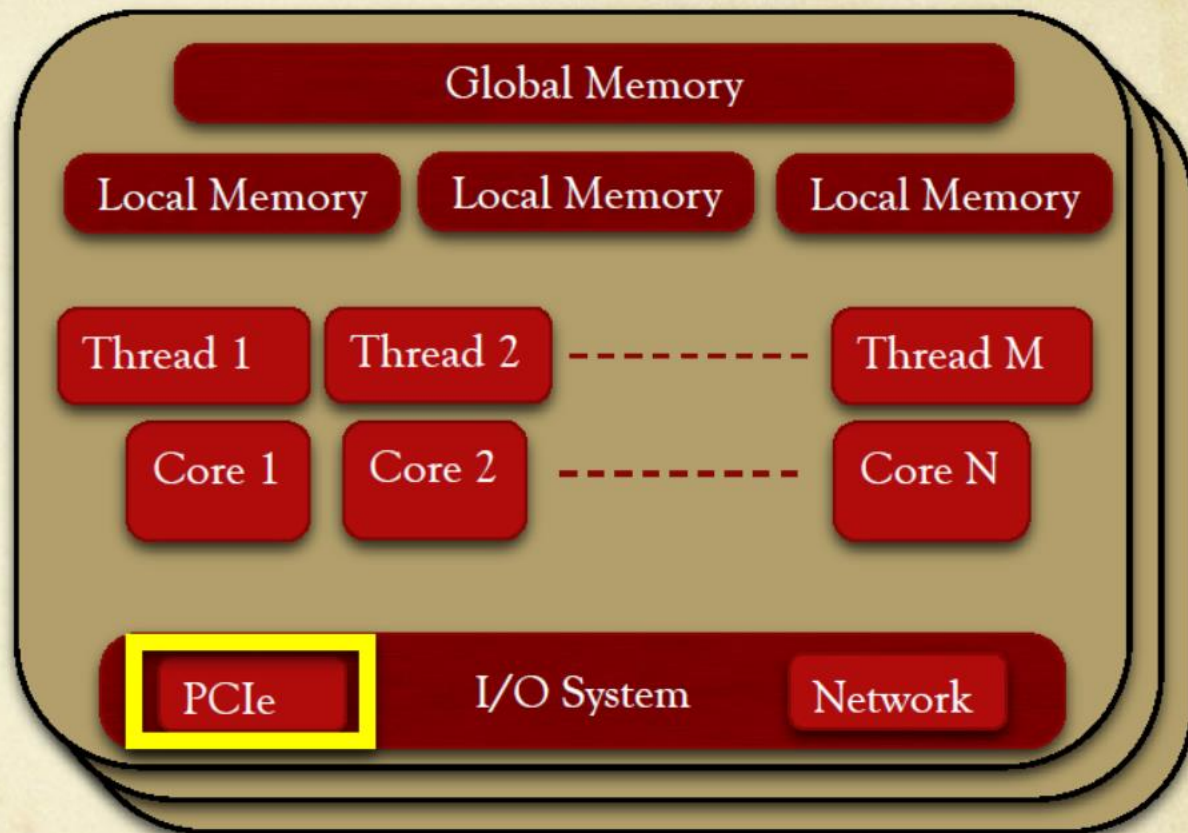 Global Memory
Local Memory Local Memory Local Memory
Thread 1 Thread 2 Thread M
Core 1 Core 2 Core N
PCIe I/O System Network